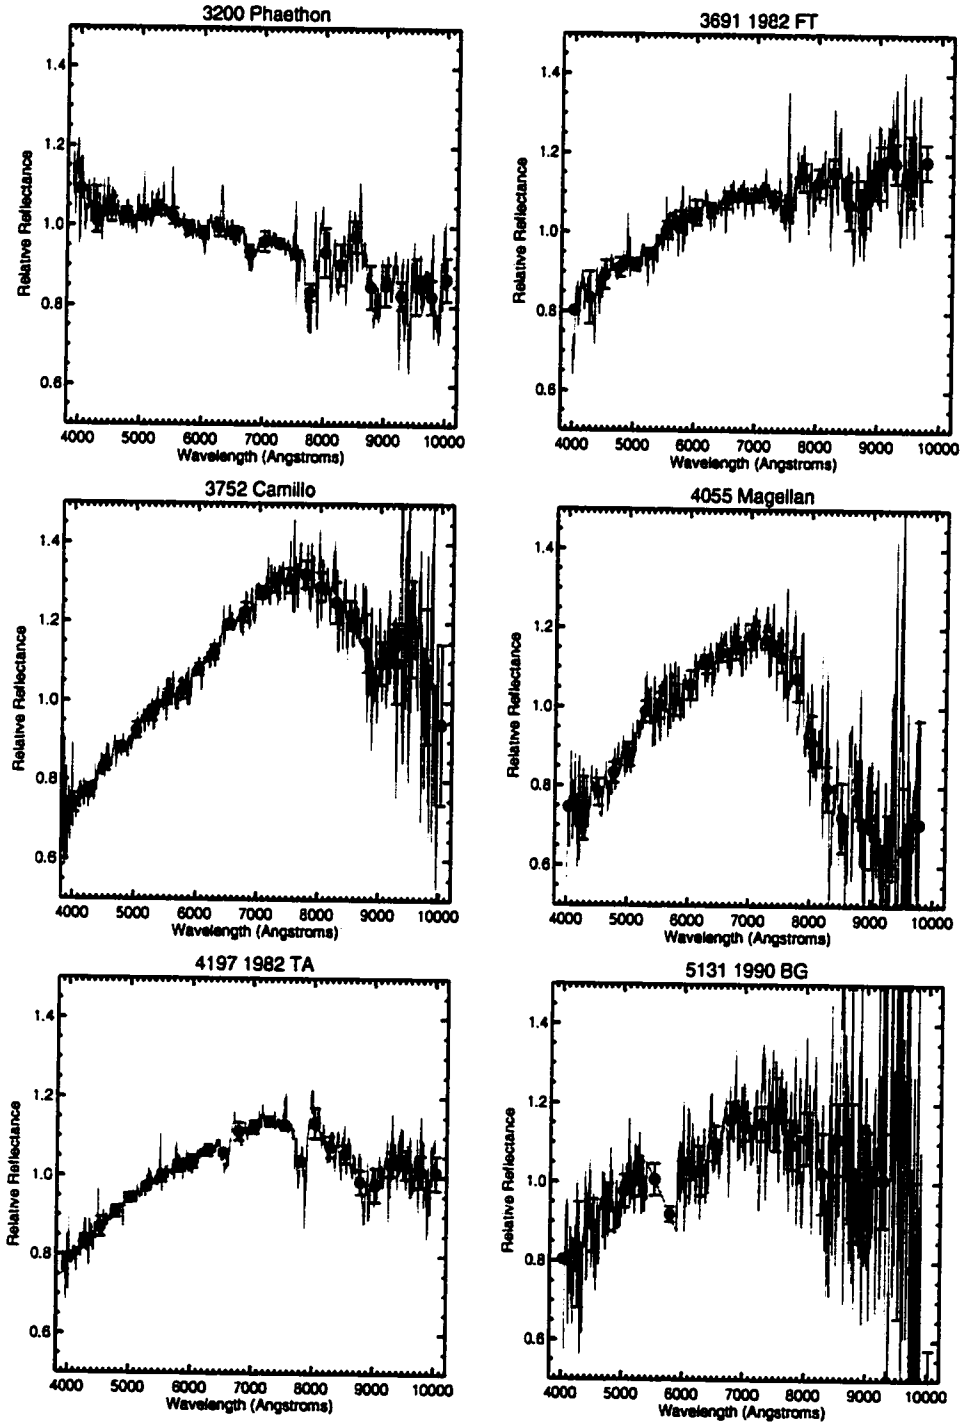 3200 Phaethon
1.4
1.2
1.0
0.8
0.6
Relative Reflectance
4000 5000 6000 7000 8000 9000 10000
Wavelength (Angstroms)
3691 1982 FT
1.4
1.2
1.0
0.8
0.6
Relative Reflectance
4000 5000 6000 7000 8000 9000 10000
Wavelength (Angstroms)
3752 Camillo
1.4
1.2
1.0
0.8
0.6
Relative Reflectance
4000 5000 6000 7000 8000 9000 10000
Wavelength (Angstroms)
4055 Magellan
1.4
1.2
1.0
0.8
0.6
Relative Reflectance
4000 5000 6000 7000 8000 9000 10000
Wavelength (Angstroms)
4197 1982 TA
1.4
1.2
1.0
0.8
0.6
Relative Reflectance
4000 5000 6000 7000 8000 9000 10000
Wavelength (Angstroms)
5131 1990 BG
1.4
1.2
1.0
0.8
0.6
Relative Reflectance
4000 5000 6000 7000 8000 9000 10000
Wavelength (Angstroms)